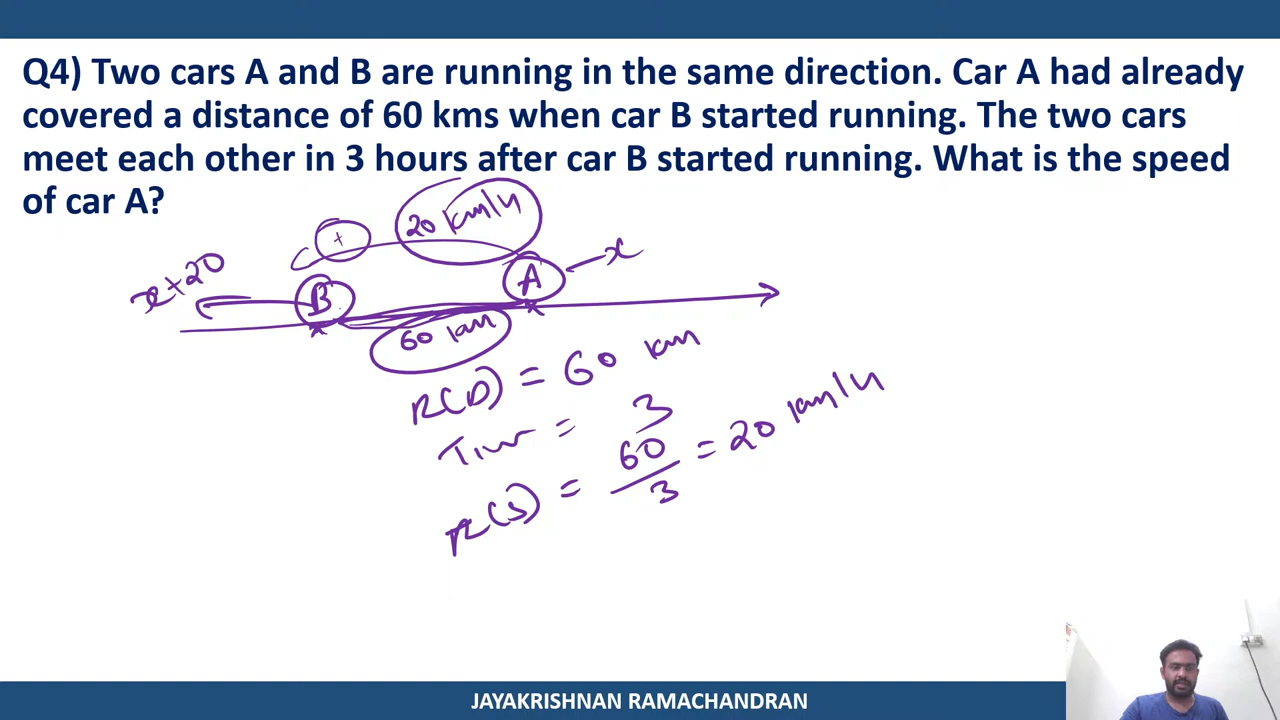 Q4) Two cars A and B are running in the same direction. Car A had already
covered a distance of 60 kms when car B started running. The two cars
meet each other in 3 hours after car B started running. What is the speed
of car A?
+ 20 km/h
x+20 B A x
60 km
R(D) = 60 km
Time = 3
R(S) = 60/3 = 20 km/h
JAYAKRISHNAN RAMACHANDRAN